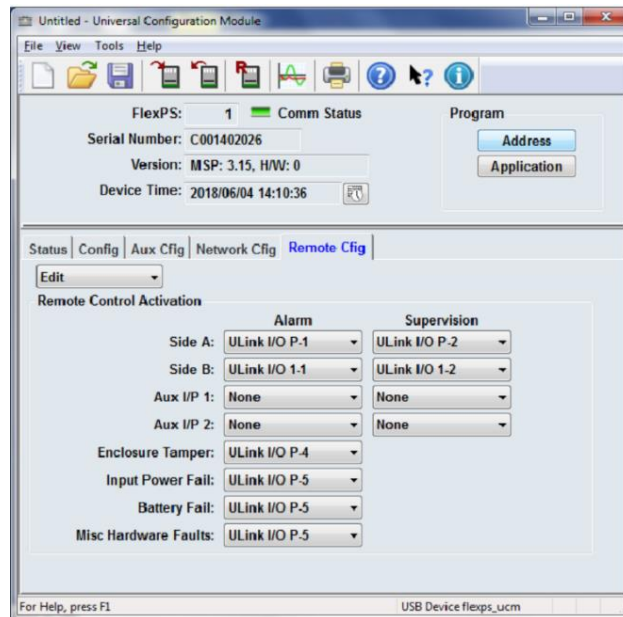 Untitled - Universal Configuration Module
File View Tools Help
FlexPS: 1 Comm Status Program
Serial Number: C001402026 Address
Version: MSP: 3.15, H/W: 0 Application
Device Time: 2018/06/04 14:10:36
Status Config Aux Cfig Network Cfig Remote Cfig
Edit
Remote Control Activation
Alarm Supervision
Side A: ULink I/O P-1 ULink I/O P-2
Side B: ULink I/O 1-1 ULink I/O 1-2
Aux I/P 1: None None
Aux I/P 2: None None
Enclosure Tamper: ULink I/O P-4
Input Power Fail: ULink I/O P-5
Battery Fail: ULink I/O P-5
Misc Hardware Faults: ULink I/O P-5
For Help, press F1 USB Device flexps_ucm